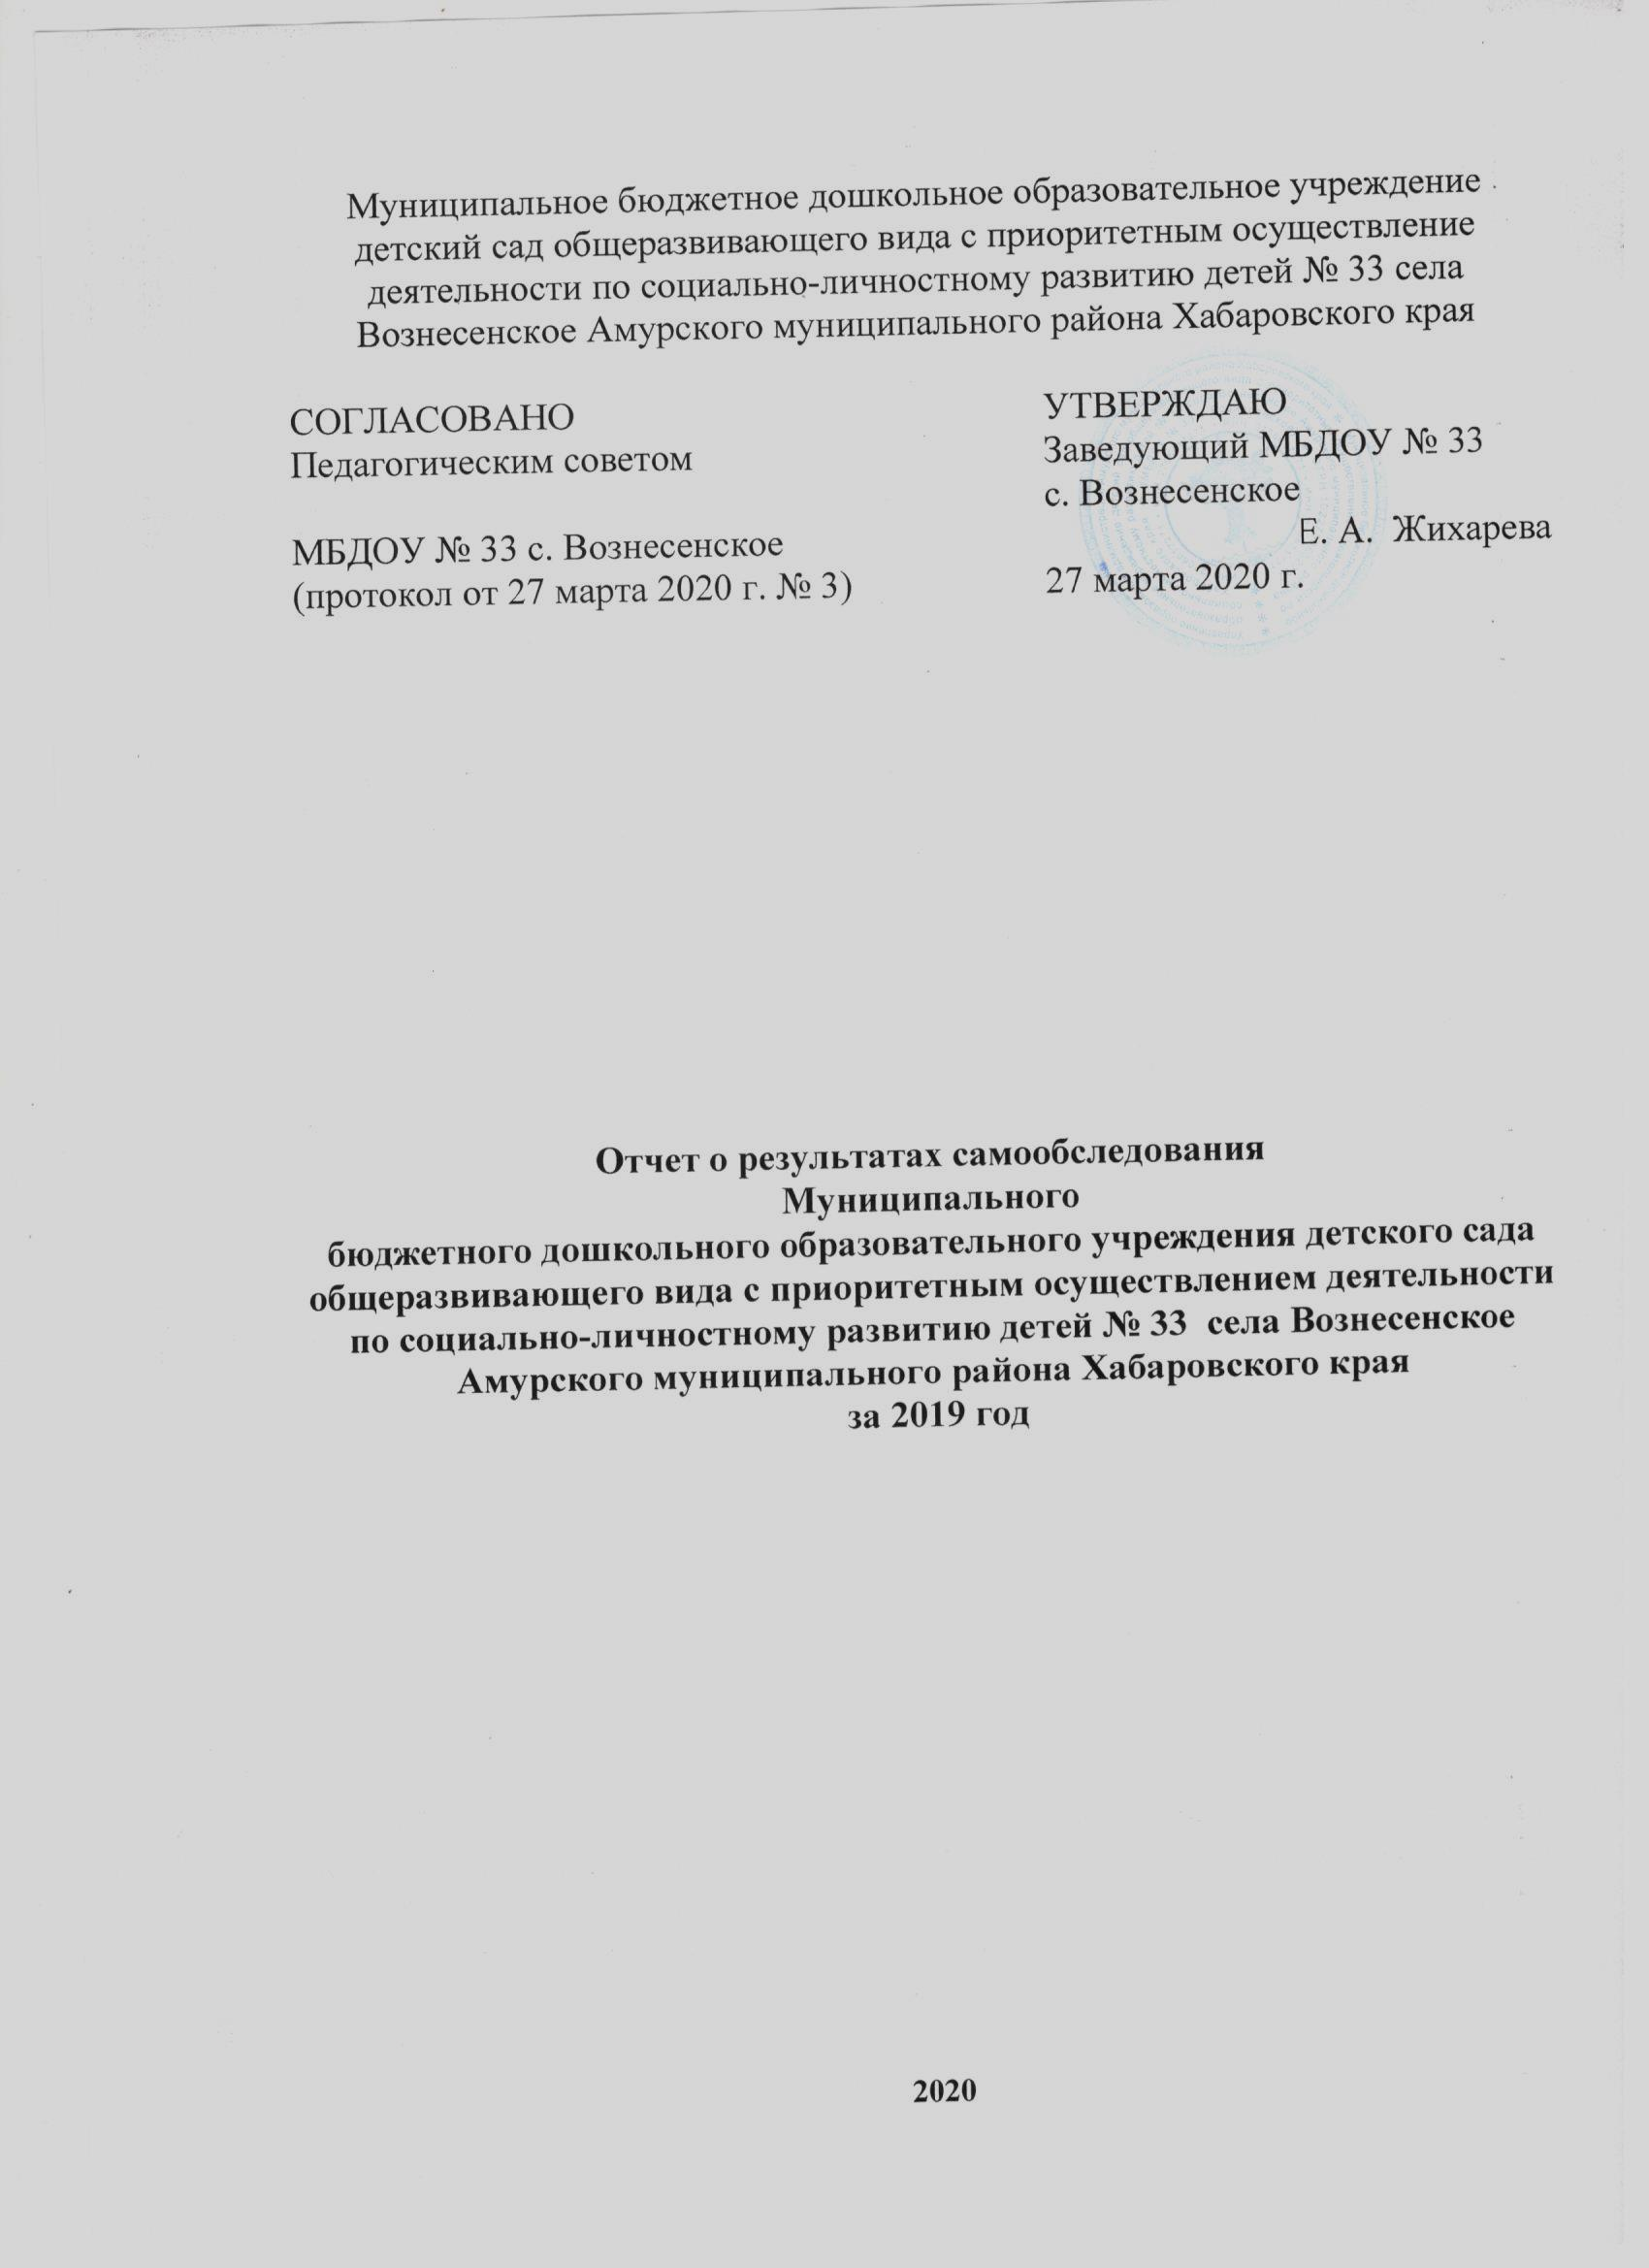 Муниципальное бюджетное дошкольное образовательное учреждение
детский сад общеразвивающего вида с приоритетным осуществление
деятельности по социально-личностному развитию детей № 33 села
Вознесенское Амурского муниципального района Хабаровского края
СОГЛАСОВАНО
Педагогическим советом
МБДОУ № 33 с. Вознесенское
(протокол от 27 марта 2020 г. № 3)
УТВЕРЖДАЮ
Заведующий МБДОУ № 33
с. Вознесенское
Е. А. Жихарева
27 марта 2020 г.
Отчет о результатах самообследования
Муниципального
бюджетного дошкольного образовательного учреждения детского сада
общеразвивающего вида с приоритетным осуществлением деятельности
по социально-личностному развитию детей № 33 села Вознесенское
Амурского муниципального района Хабаровского края
за 2019 год
2020